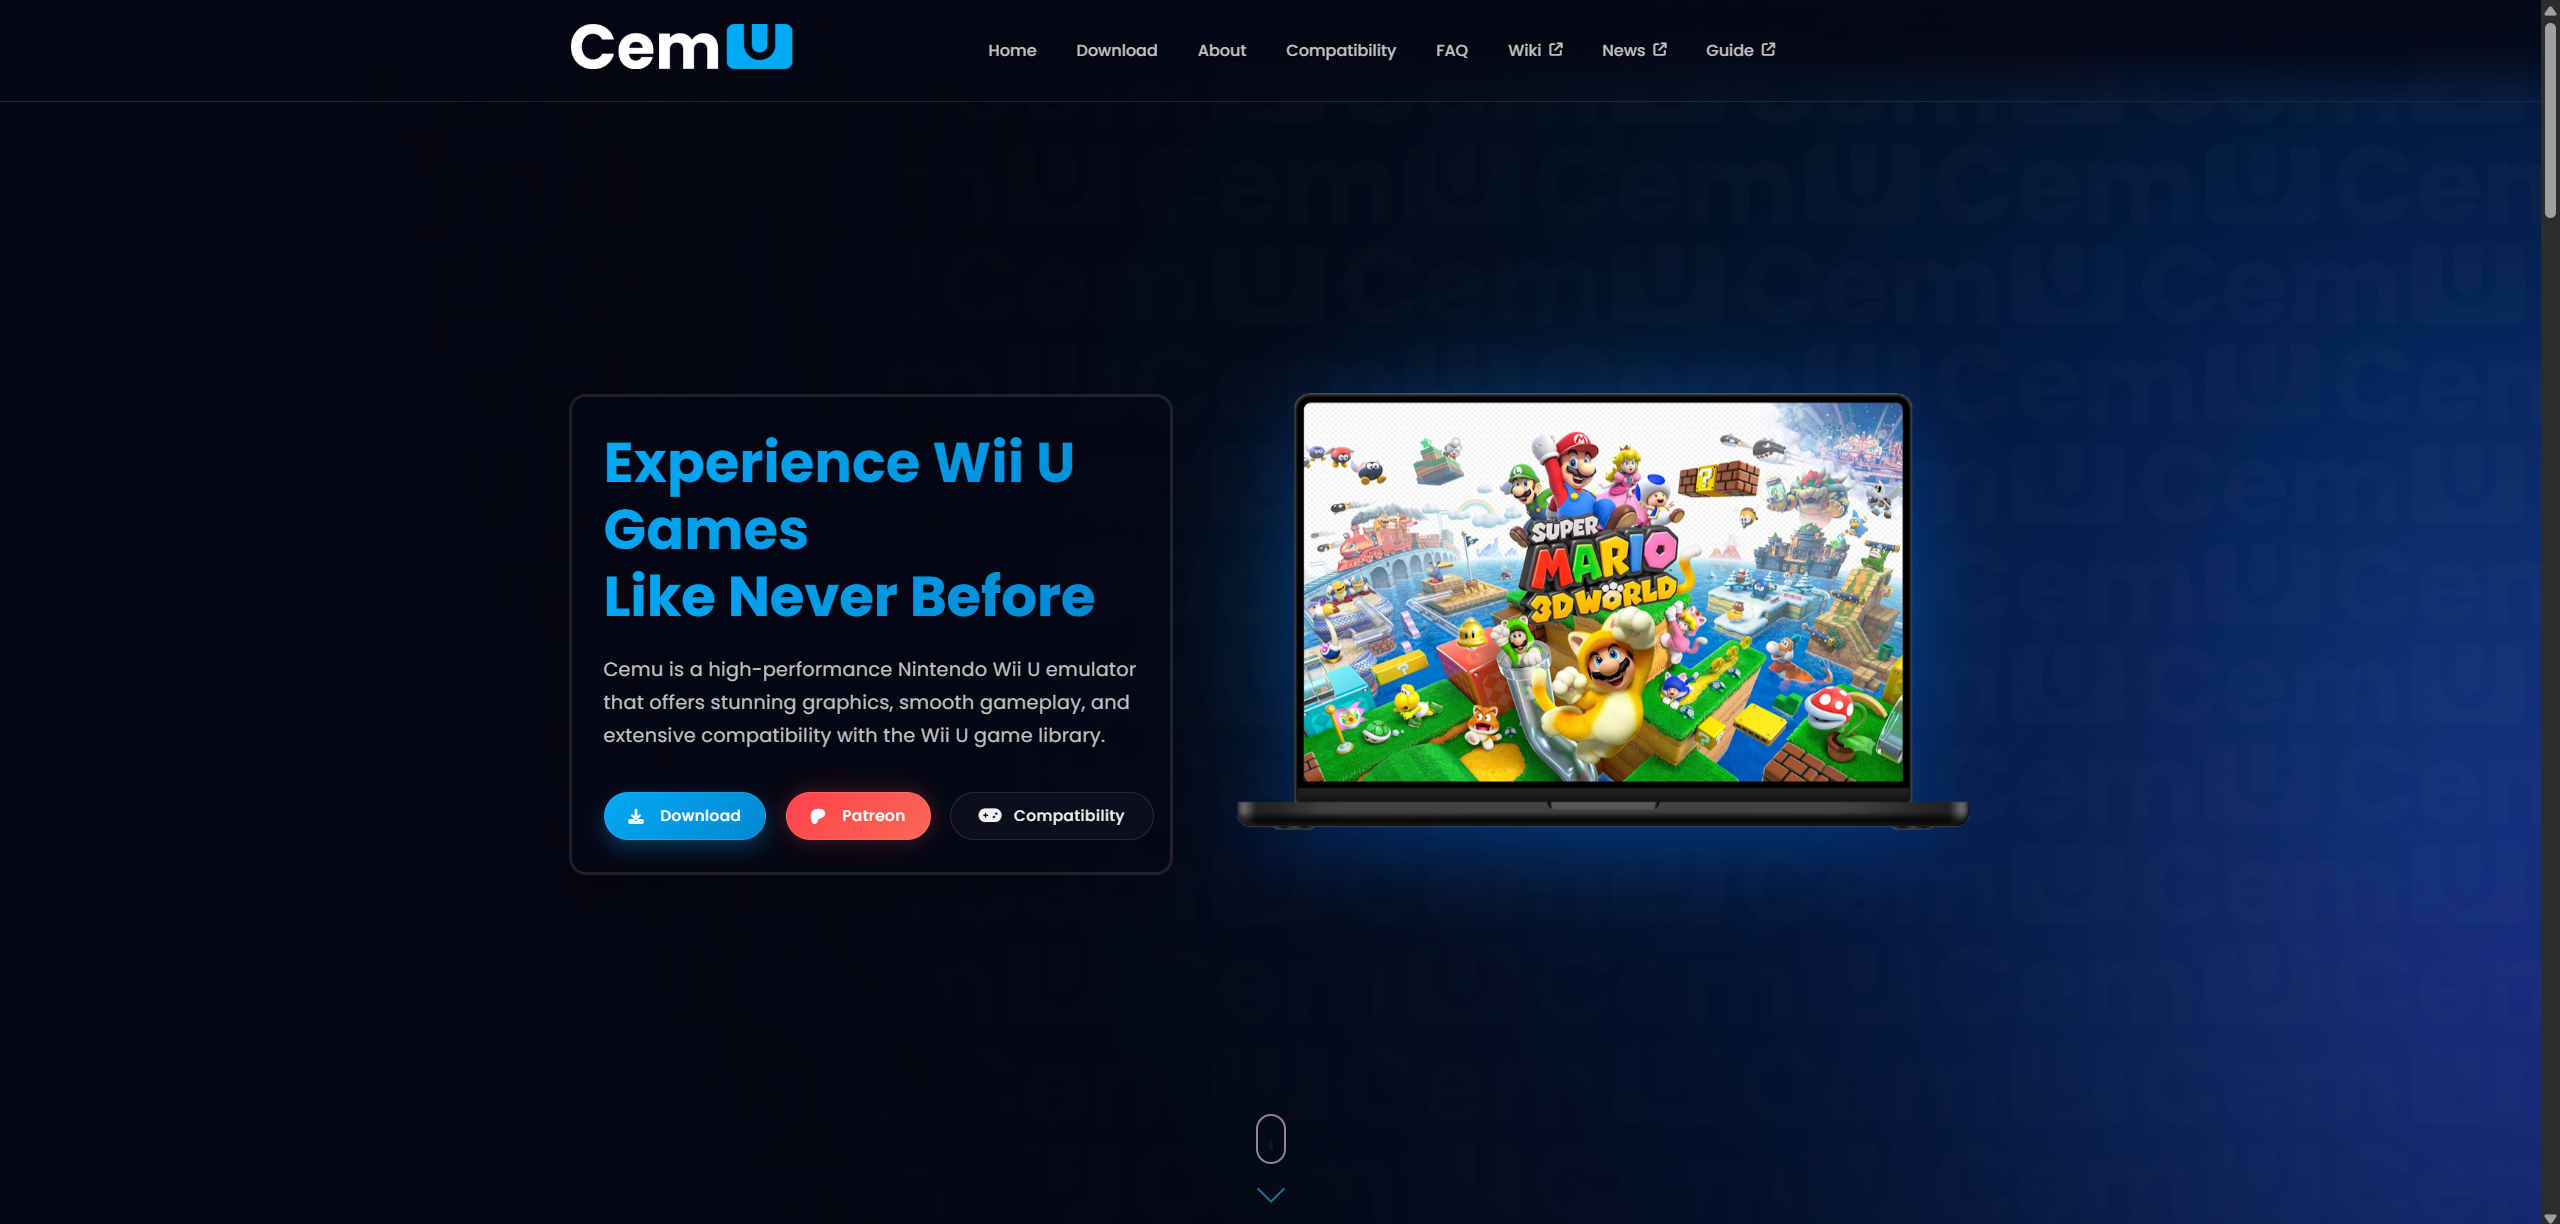 CemU
Home
Download
About
Compatibility
FAQ
Wiki
News
Guide
Experience Wii U
Games
Like Never Before
Cemu is a high-performance Nintendo Wii U emulator
that offers stunning graphics, smooth gameplay, and
extensive compatibility with the Wii U game library.
Download
Patreon
Compatibility
SUPER
MARIO
3D WORLD